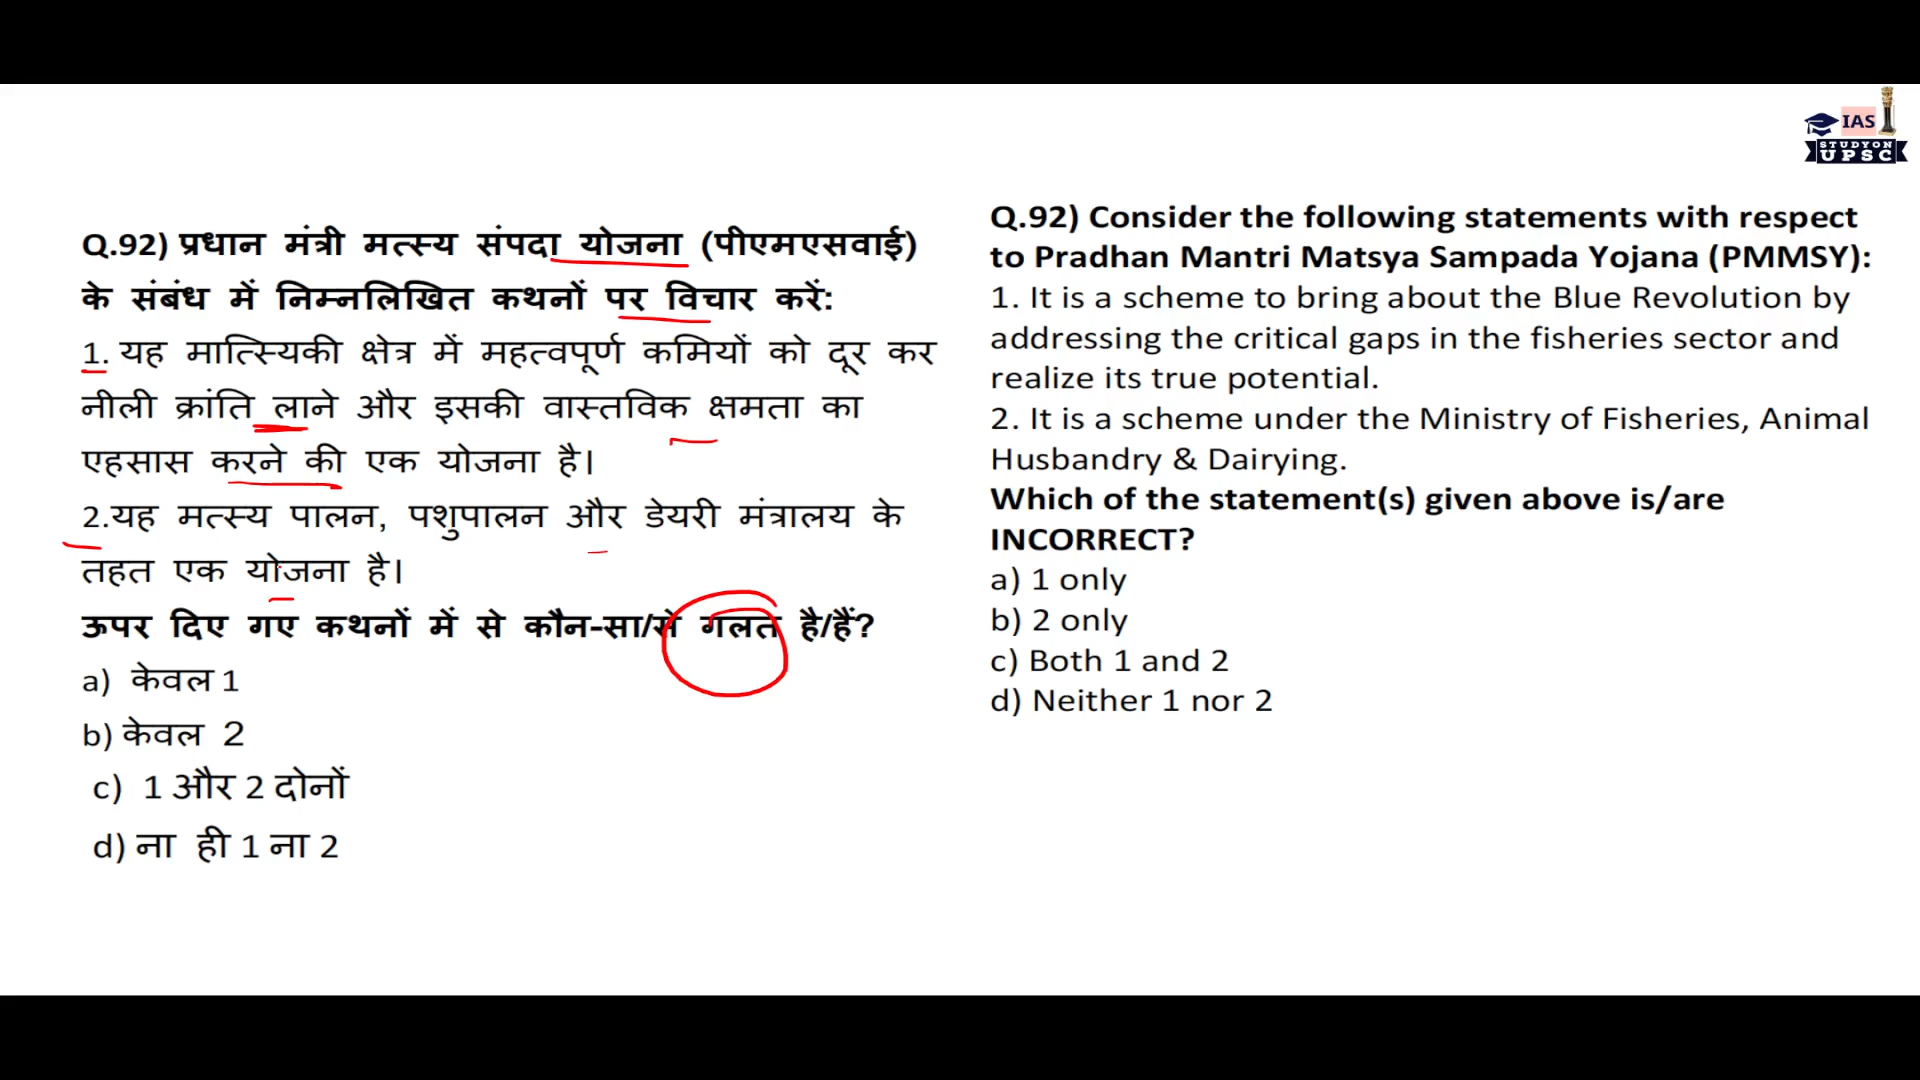 IAS
STUDYON
UPSC
Q.92) प्रधान मंत्री मत्स्य संपदा योजना (पीएमएसवाई)
के संबंध में निम्नलिखित कथनों पर विचार करें:
1. यह मात्स्यिकी क्षेत्र में महत्वपूर्ण कमियों को दूर कर
नीली क्रांति लाने और इसकी वास्तविक क्षमता का
एहसास करने की एक योजना है।
2.यह मत्स्य पालन, पशुपालन और डेयरी मंत्रालय के
तहत एक योजना है।
ऊपर दिए गए कथनों में से कौन-सा/से गलत है/हैं?
a) केवल 1
b) केवल 2
c) 1 और 2 दोनों
d) ना ही 1 ना 2
Q.92) Consider the following statements with respect
to Pradhan Mantri Matsya Sampada Yojana (PMMSY):
1. It is a scheme to bring about the Blue Revolution by
addressing the critical gaps in the fisheries sector and
realize its true potential.
2. It is a scheme under the Ministry of Fisheries, Animal
Husbandry & Dairying.
Which of the statement(s) given above is/are
INCORRECT?
a) 1 only
b) 2 only
c) Both 1 and 2
d) Neither 1 nor 2